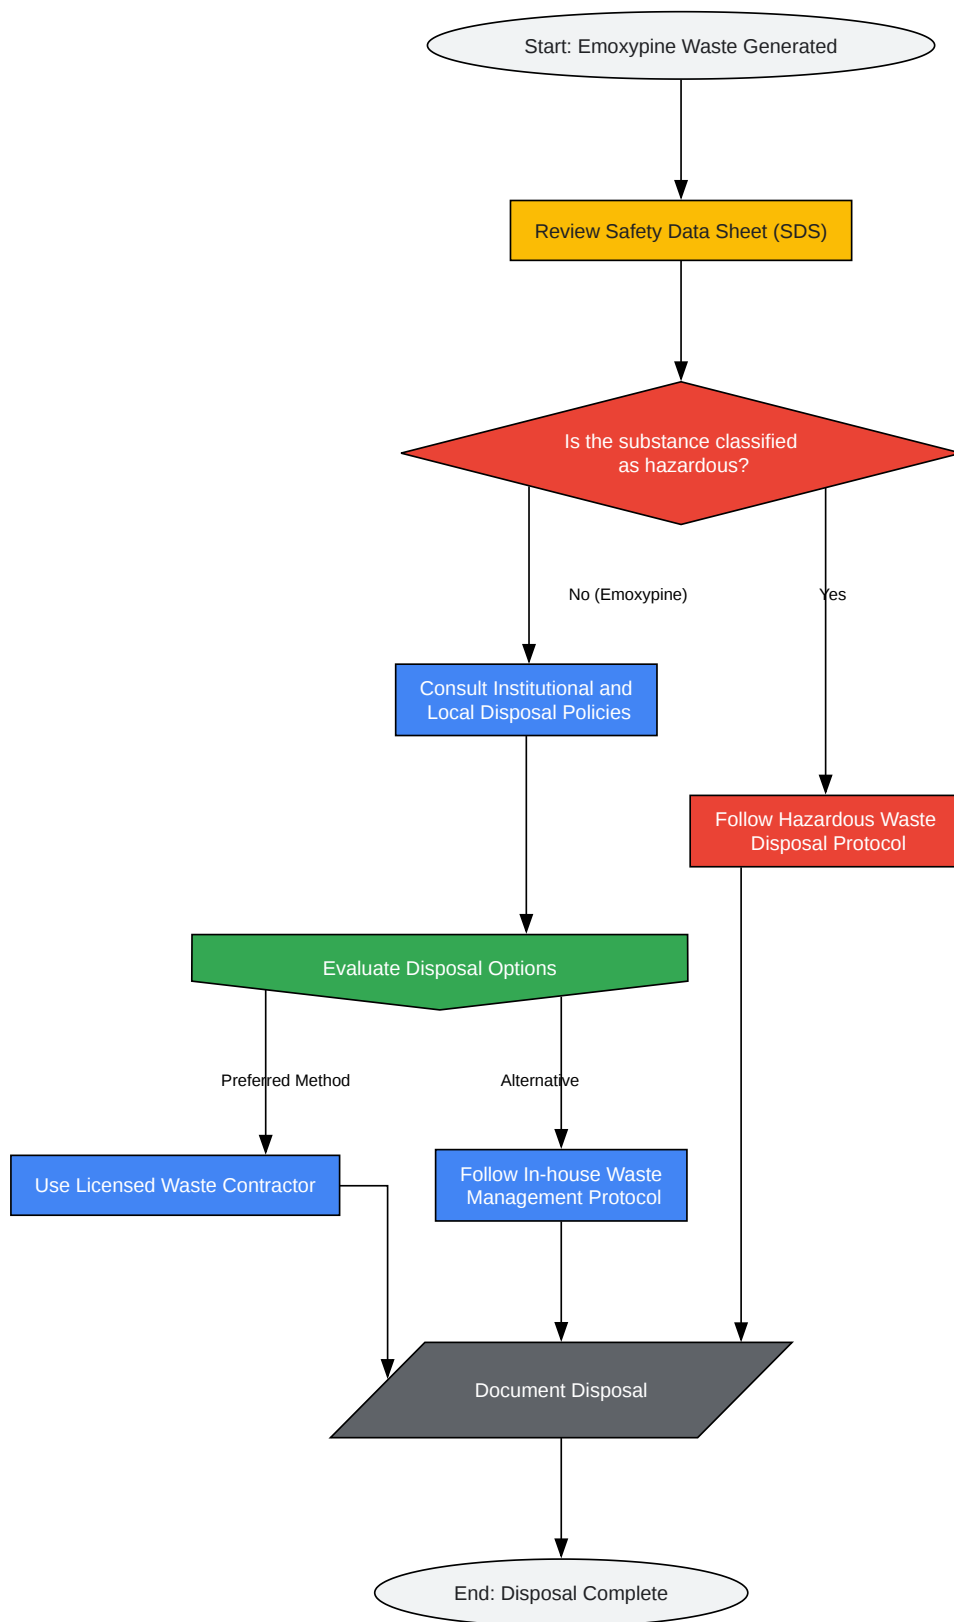 Start: Emoxypine Waste Generated
Review Safety Data Sheet (SDS)
Is the substance classified
as hazardous?
No (Emoxypine)
Yes
Consult Institutional and
Local Disposal Policies
Follow Hazardous Waste
Disposal Protocol
Evaluate Disposal Options
Preferred Method
Alternative
Use Licensed Waste Contractor
Follow In-house Waste
Management Protocol
Document Disposal
End: Disposal Complete